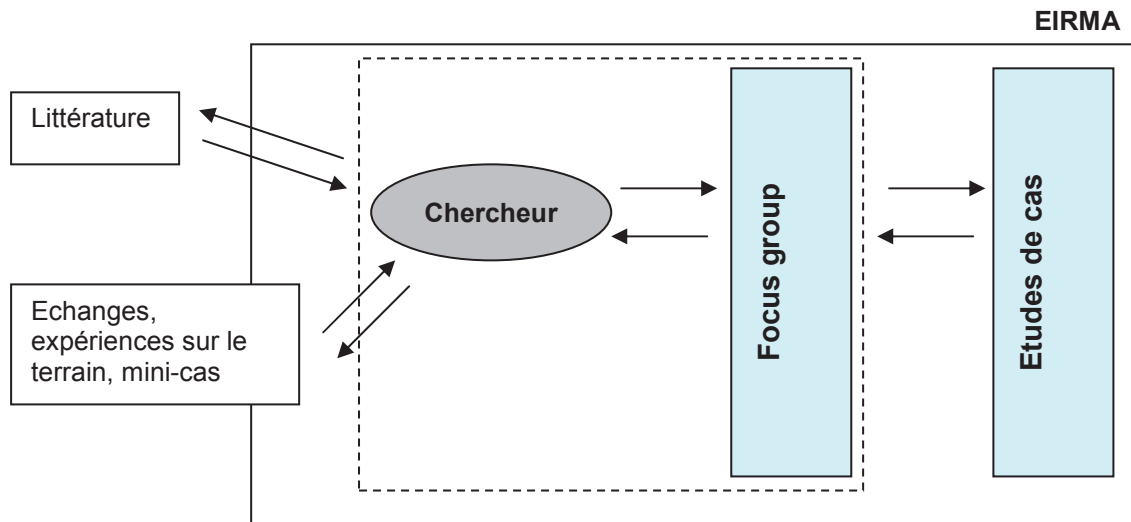 EIRMA
Littérature
Chercheur
Echanges,
expériences sur le
terrain, mini-cas
Focus group
Etudes de cas